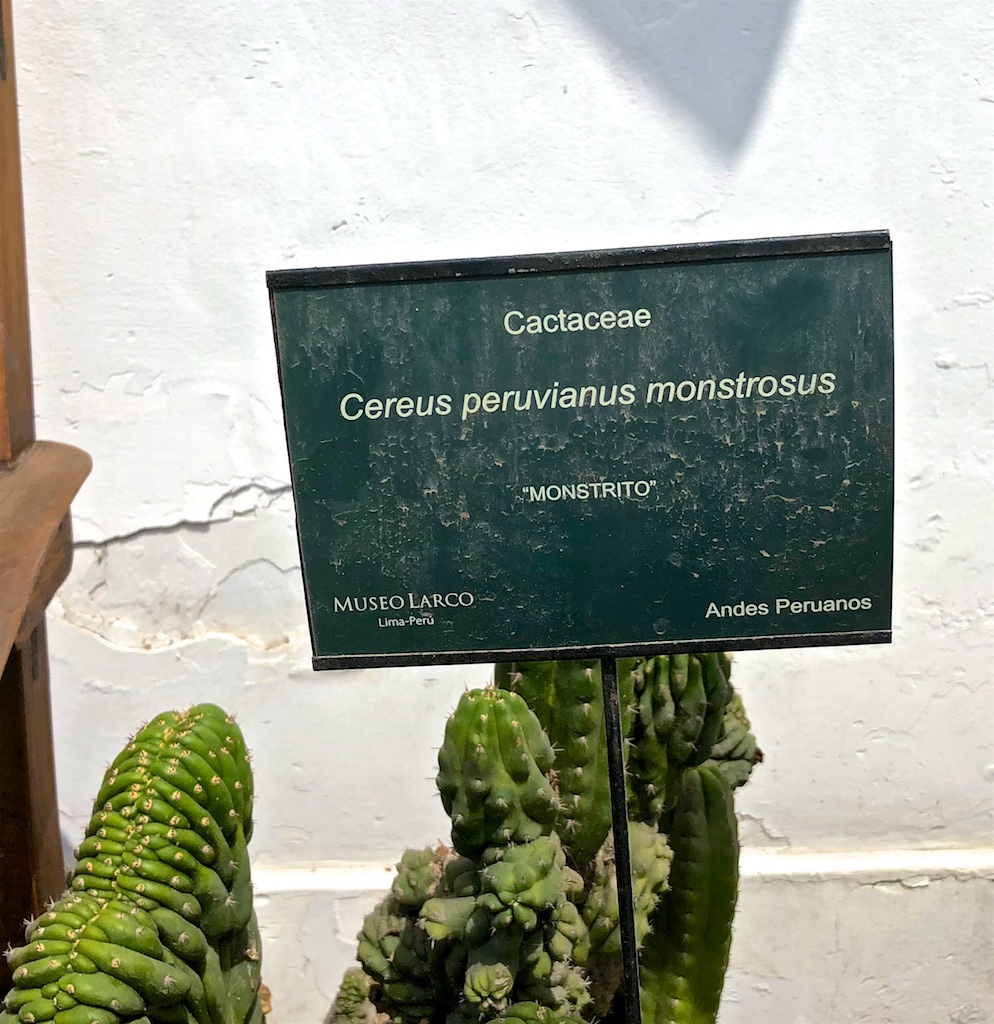 Cactaceae
Cereus peruvianus monstrosus
“MONSTRITO”
MUSEO LARCO
Lima-Perú
Andes Peruanos